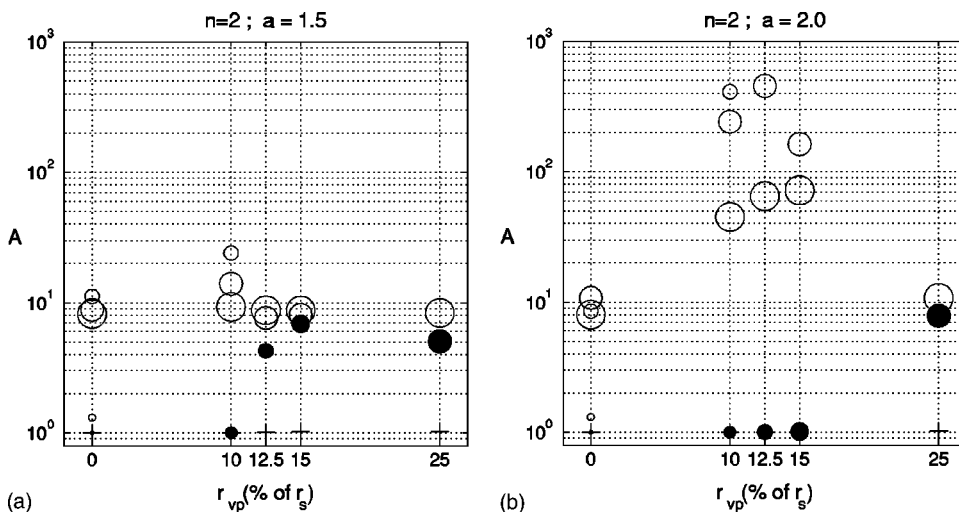 n=2 ; a = 1.5
10³
10²
A
10¹
10⁰
0 10 12.5 15 25
(a)
r_vp(% of r_s)
n=2 ; a = 2.0
10³
10²
A
10¹
10⁰
0 10 12.5 15 25
(b)
r_vp(% of r_s)